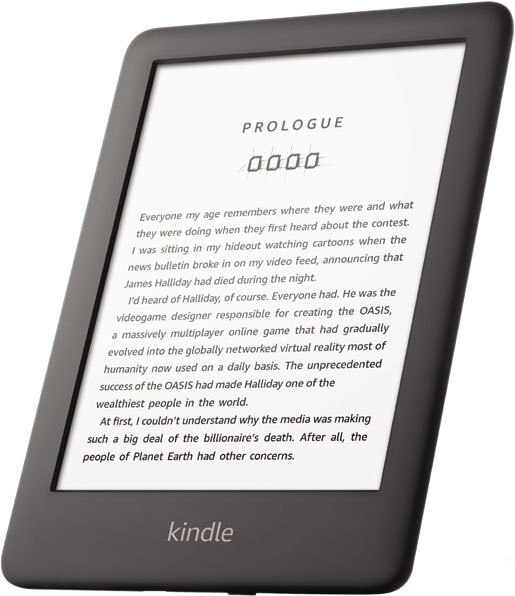 PROLOGUE
0000
Everyone my age remembers where they were and what
they were doing when they first heard about the contest.
I was sitting in my hideout watching cartoons when the
news bulletin broke in on my video feed, announcing that
James Halliday had died during the night.
I'd heard of Halliday, of course. Everyone had. He was the
videogame designer responsible for creating the OASIS,
a massively multiplayer online game that had gradually
evolved into the globally networked virtual reality most of
humanity now used on a daily basis. The unprecedented
success of the OASIS had made Halliday one of the
wealthiest people in the world.
At first, I couldn't understand why the media was making
such a big deal of the billionaire's death. After all, the
people of Planet Earth had other concerns.
kindle